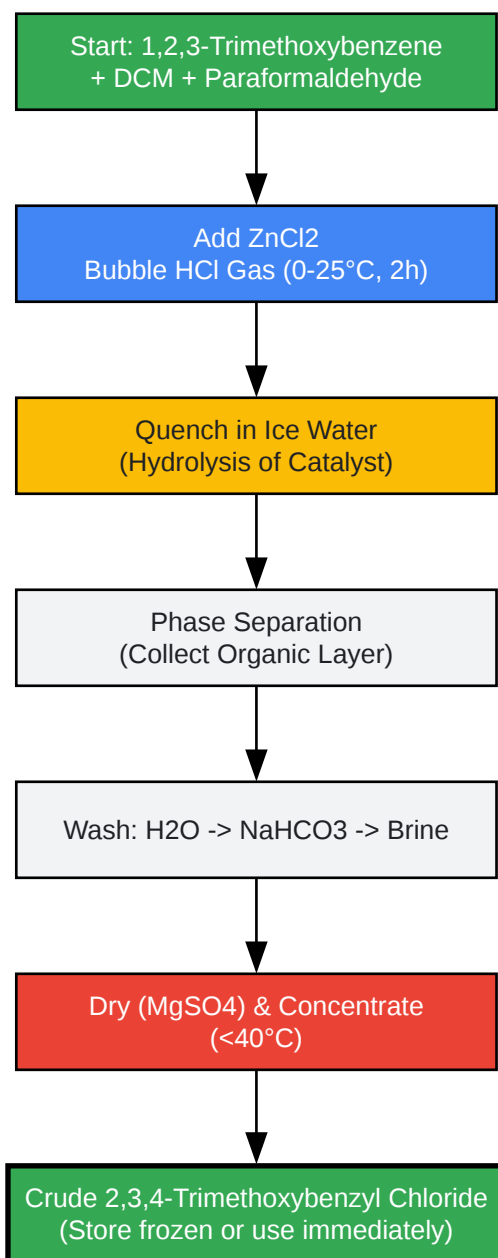 Start: 1,2,3-Trimethoxybenzene
+ DCM + Paraformaldehyde
Add ZnCl2
Bubble HCl Gas (0-25°C, 2h)
Quench in Ice Water
(Hydrolysis of Catalyst)
Phase Separation
(Collect Organic Layer)
Wash: H2O -> NaHCO3 -> Brine
Dry (MgSO4) & Concentrate
(<40°C)
Crude 2,3,4-Trimethoxybenzyl Chloride
(Store frozen or use immediately)